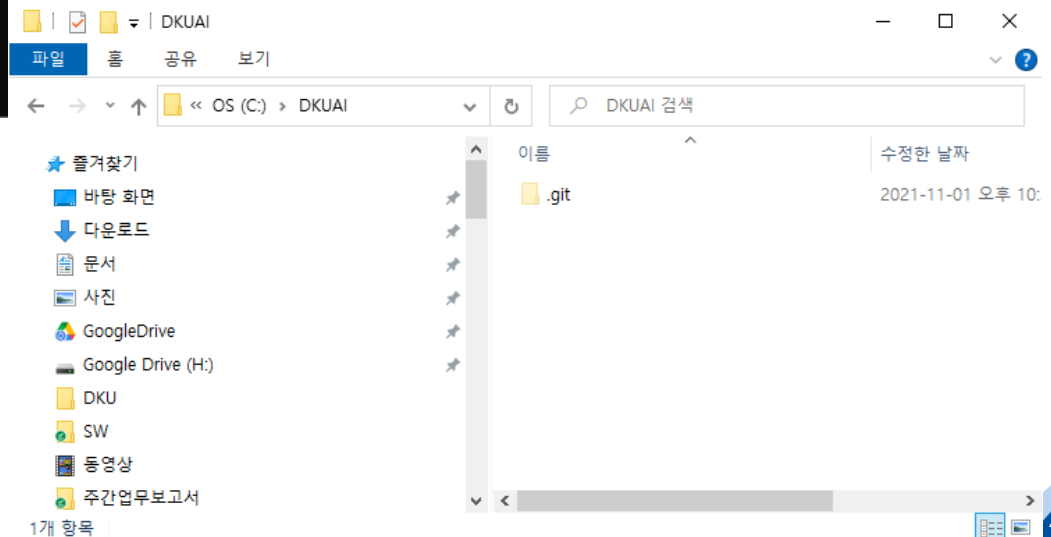 DKUAI
파일 홈 공유 보기
« OS (C:) > DKUAI
DKUAI 검색
즐겨찾기
바탕 화면
다운로드
문서
사진
GoogleDrive
Google Drive (H:)
DKU
SW
동영상
주간업무보고서
이름 수정한 날짜
.git 2021-11-01 오후 10:
1개 항목